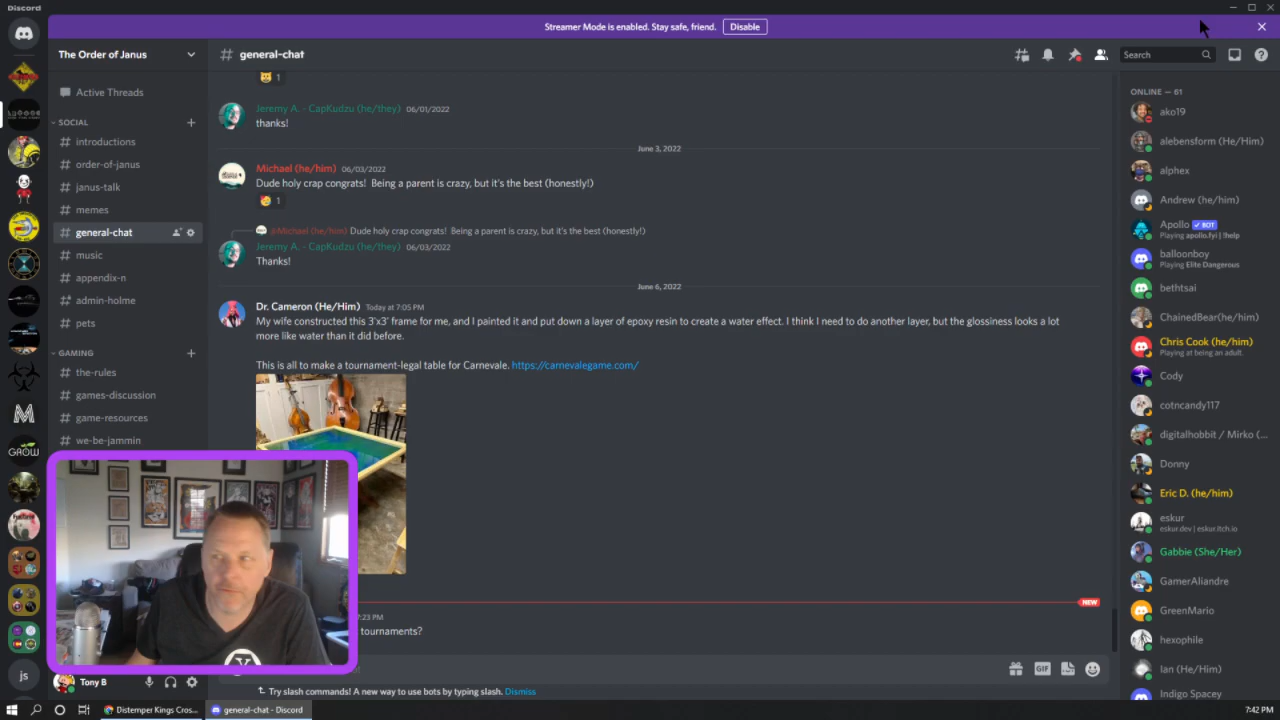 Discord
Streamer Mode is enabled. Stay safe, friend.
Disable
The Order of Janus
# general-chat
Search
Active Threads
SOCIAL
# introductions
# order-of-janus
# janus-talk
# memes
# general-chat
# music
# appendix-n
# admin-holme
# pets
GAMING
# the-rules
# games-discussion
# game-resources
# we-be-jammin
GROW
js
1
Jeremy A. - CapKudzu (he/they) 06/01/2022
thanks!
June 3, 2022
Michael (he/him) 06/03/2022
Dude holy crap congrats! Being a parent is crazy, but it's the best (honestly!)
1
@Michael (he/him) Dude holy crap congrats! Being a parent is crazy, but it's the best (honestly!)
Jeremy A. - CapKudzu (he/they) 06/03/2022
Thanks!
June 6, 2022
Dr. Cameron (He/Him) Today at 7:05 PM
My wife constructed this 3'x3' frame for me, and I painted it and put down a layer of epoxy resin to create a water effect. I think I need to do another layer, but the glossiness looks a lot
more like water than it did before.
This is all to make a tournament-legal table for Carnevale. https://carnevalegame.com/
NEW
7:23 PM
tournaments?
GIF
Try slash commands! A new way to use bots by typing slash. Dismiss
ONLINE — 81
ako19
alebensform (He/Him)
alphex
Andrew (he/him)
Apollo BOT
Playing apollo.fyi | !help
balloonboy
Playing Elite Dangerous
bethtsai
ChainedBear(he/him)
Chris Cook (he/him)
Playing at being an adult.
Cody
cotncandy117
digitalhobbit / Mirko (...
Donny
Eric D. (he/him)
eskur
eskur.dev | eskur.itch.io
Gabbie (She/Her)
GamerAliandre
GreenMario
hexophile
Ian (He/Him)
Indigo Spacey
Tony B
Distemper Kings Cros...
general-chat - Discord
7:42 PM